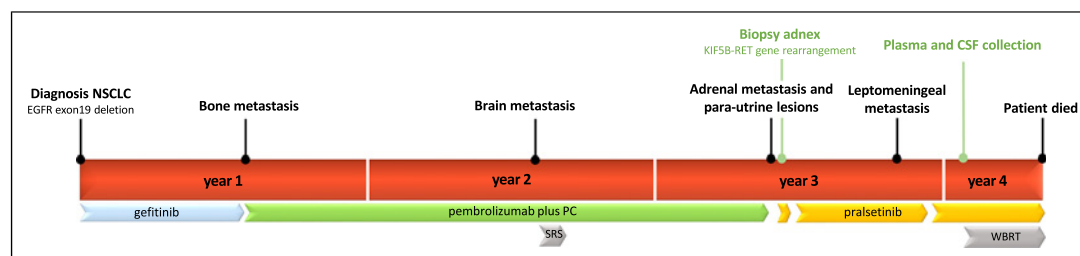 Biopsy adnex
KIF5B-RET gene rearrangement
Plasma and CSF collection
Diagnosis NSCLC
EGFR exon19 deletion
Bone metastasis
Brain metastasis
Adrenal metastasis and
para-utrine lesions
Leptomeningeal
metastasis
Patient died
year 1
year 2
year 3
year 4
gefitinib
pembrolizumab plus PC
pralsetinib
SRS
WBRT